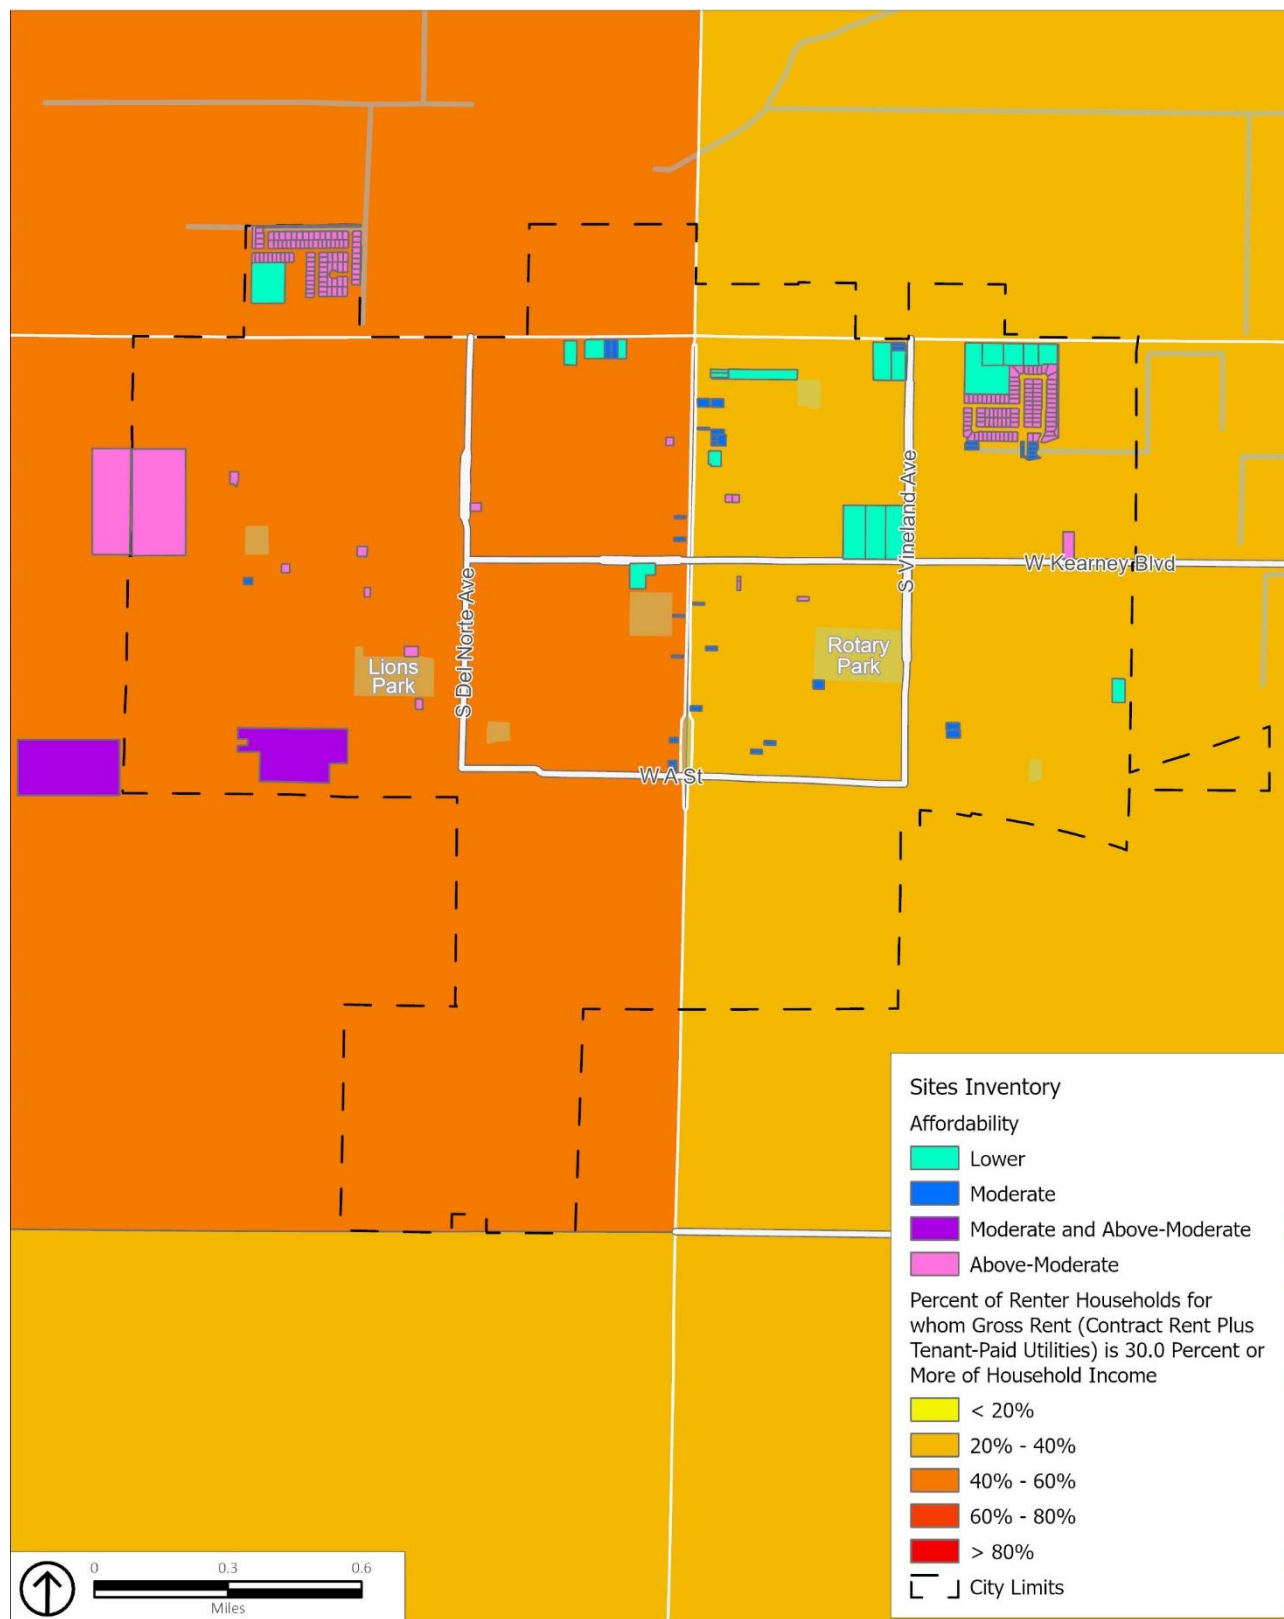 S Vineland Ave
W Kearney Blvd
S Del Norte Ave
Rotary
Park
Lions
Park
W A St
Sites Inventory
Affordability
Lower
Moderate
Moderate and Above-Moderate
Above-Moderate
Percent of Renter Households for
whom Gross Rent (Contract Rent Plus
Tenant-Paid Utilities) is 30.0 Percent or
More of Household Income
< 20%
20% - 40%
40% - 60%
60% - 80%
> 80%
City Limits
0 0.3 0.6
Miles